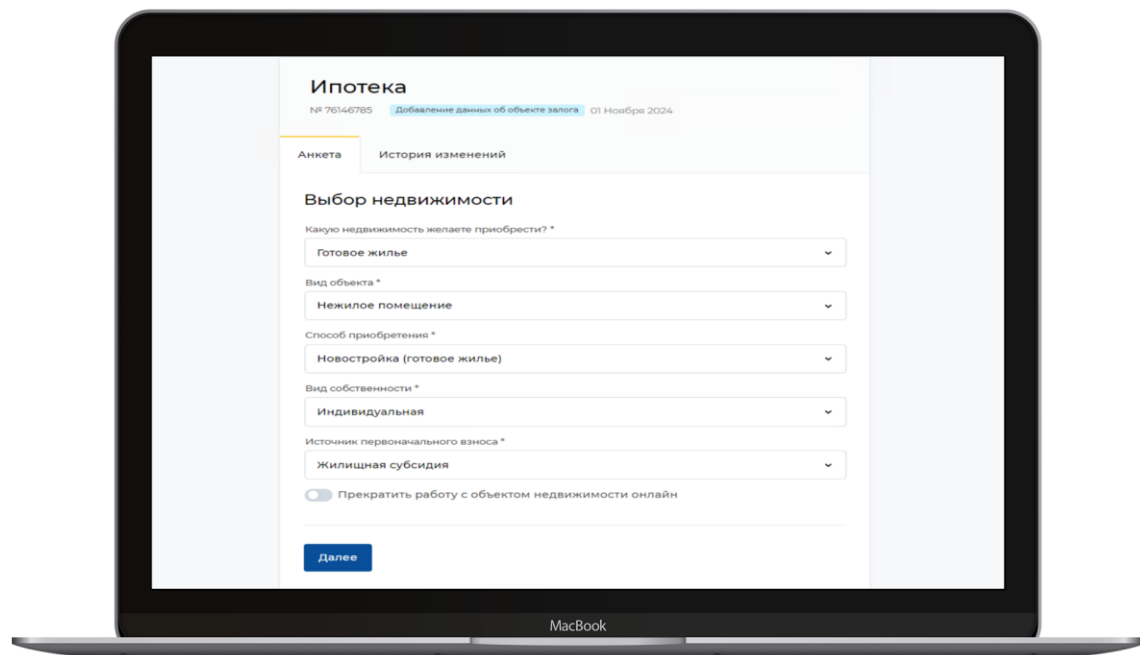 Ипотека
№ 76146785 Добавление данных об объекте залога 01 Ноября 2024
Анкета История изменений
Выбор недвижимости
Какую недвижимость желаете приобрести? *
Готовое жилье
Вид объекта *
Нежилое помещение
Способ приобретения *
Новостройка (готовое жилье)
Вид собственности *
Индивидуальная
Источник первоначального взноса *
Жилищная субсидия
Прекратить работу с объектом недвижимости онлайн
Далее
MacBook